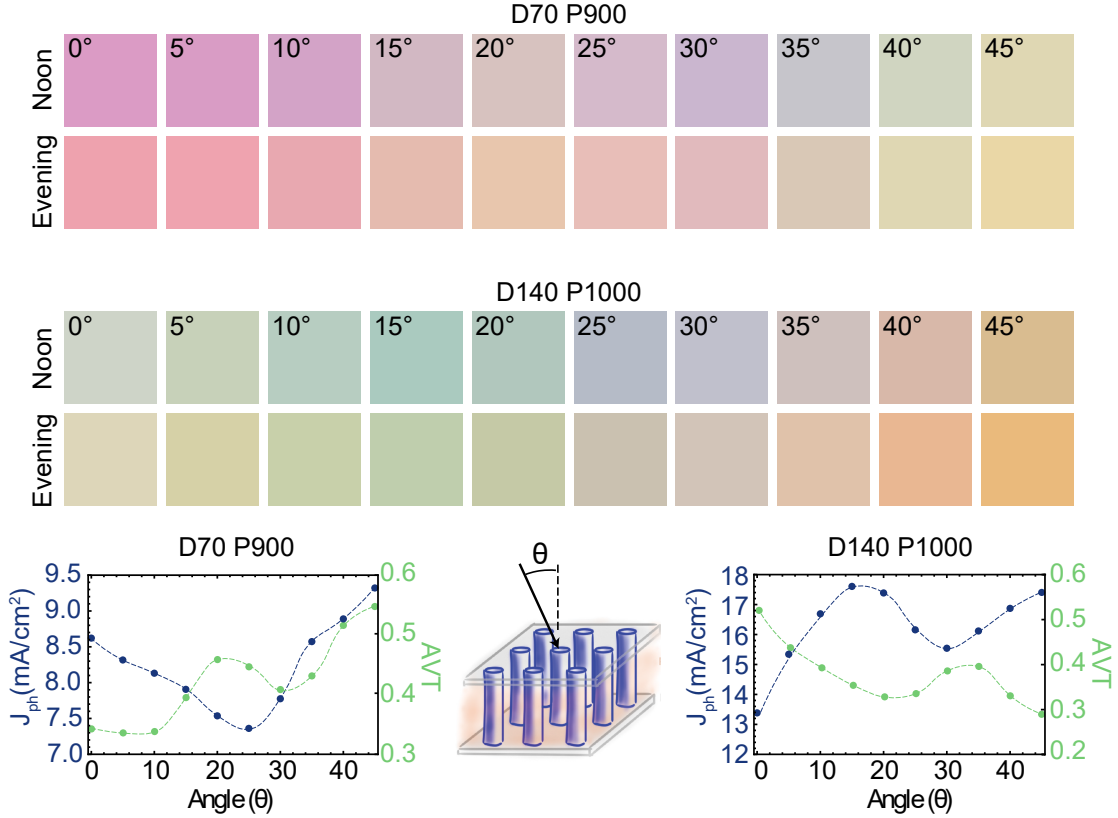 D70 P900
Noon
0° 5° 10° 15° 20° 25° 30° 35° 40° 45°
Evening
D140 P1000
Noon
0° 5° 10° 15° 20° 25° 30° 35° 40° 45°
Evening
D70 P900
J_ph(mA/cm²)
9.5
9.0
8.5
8.0
7.5
7.0
0 10 20 30 40
Angle (θ)
0.6
0.5
0.4
0.3
AVT
θ
D140 P1000
J_ph(mA/cm²)
18
17
16
15
14
13
12
0 10 20 30 40
Angle (θ)
0.6
0.5
0.4
0.3
0.2
AVT